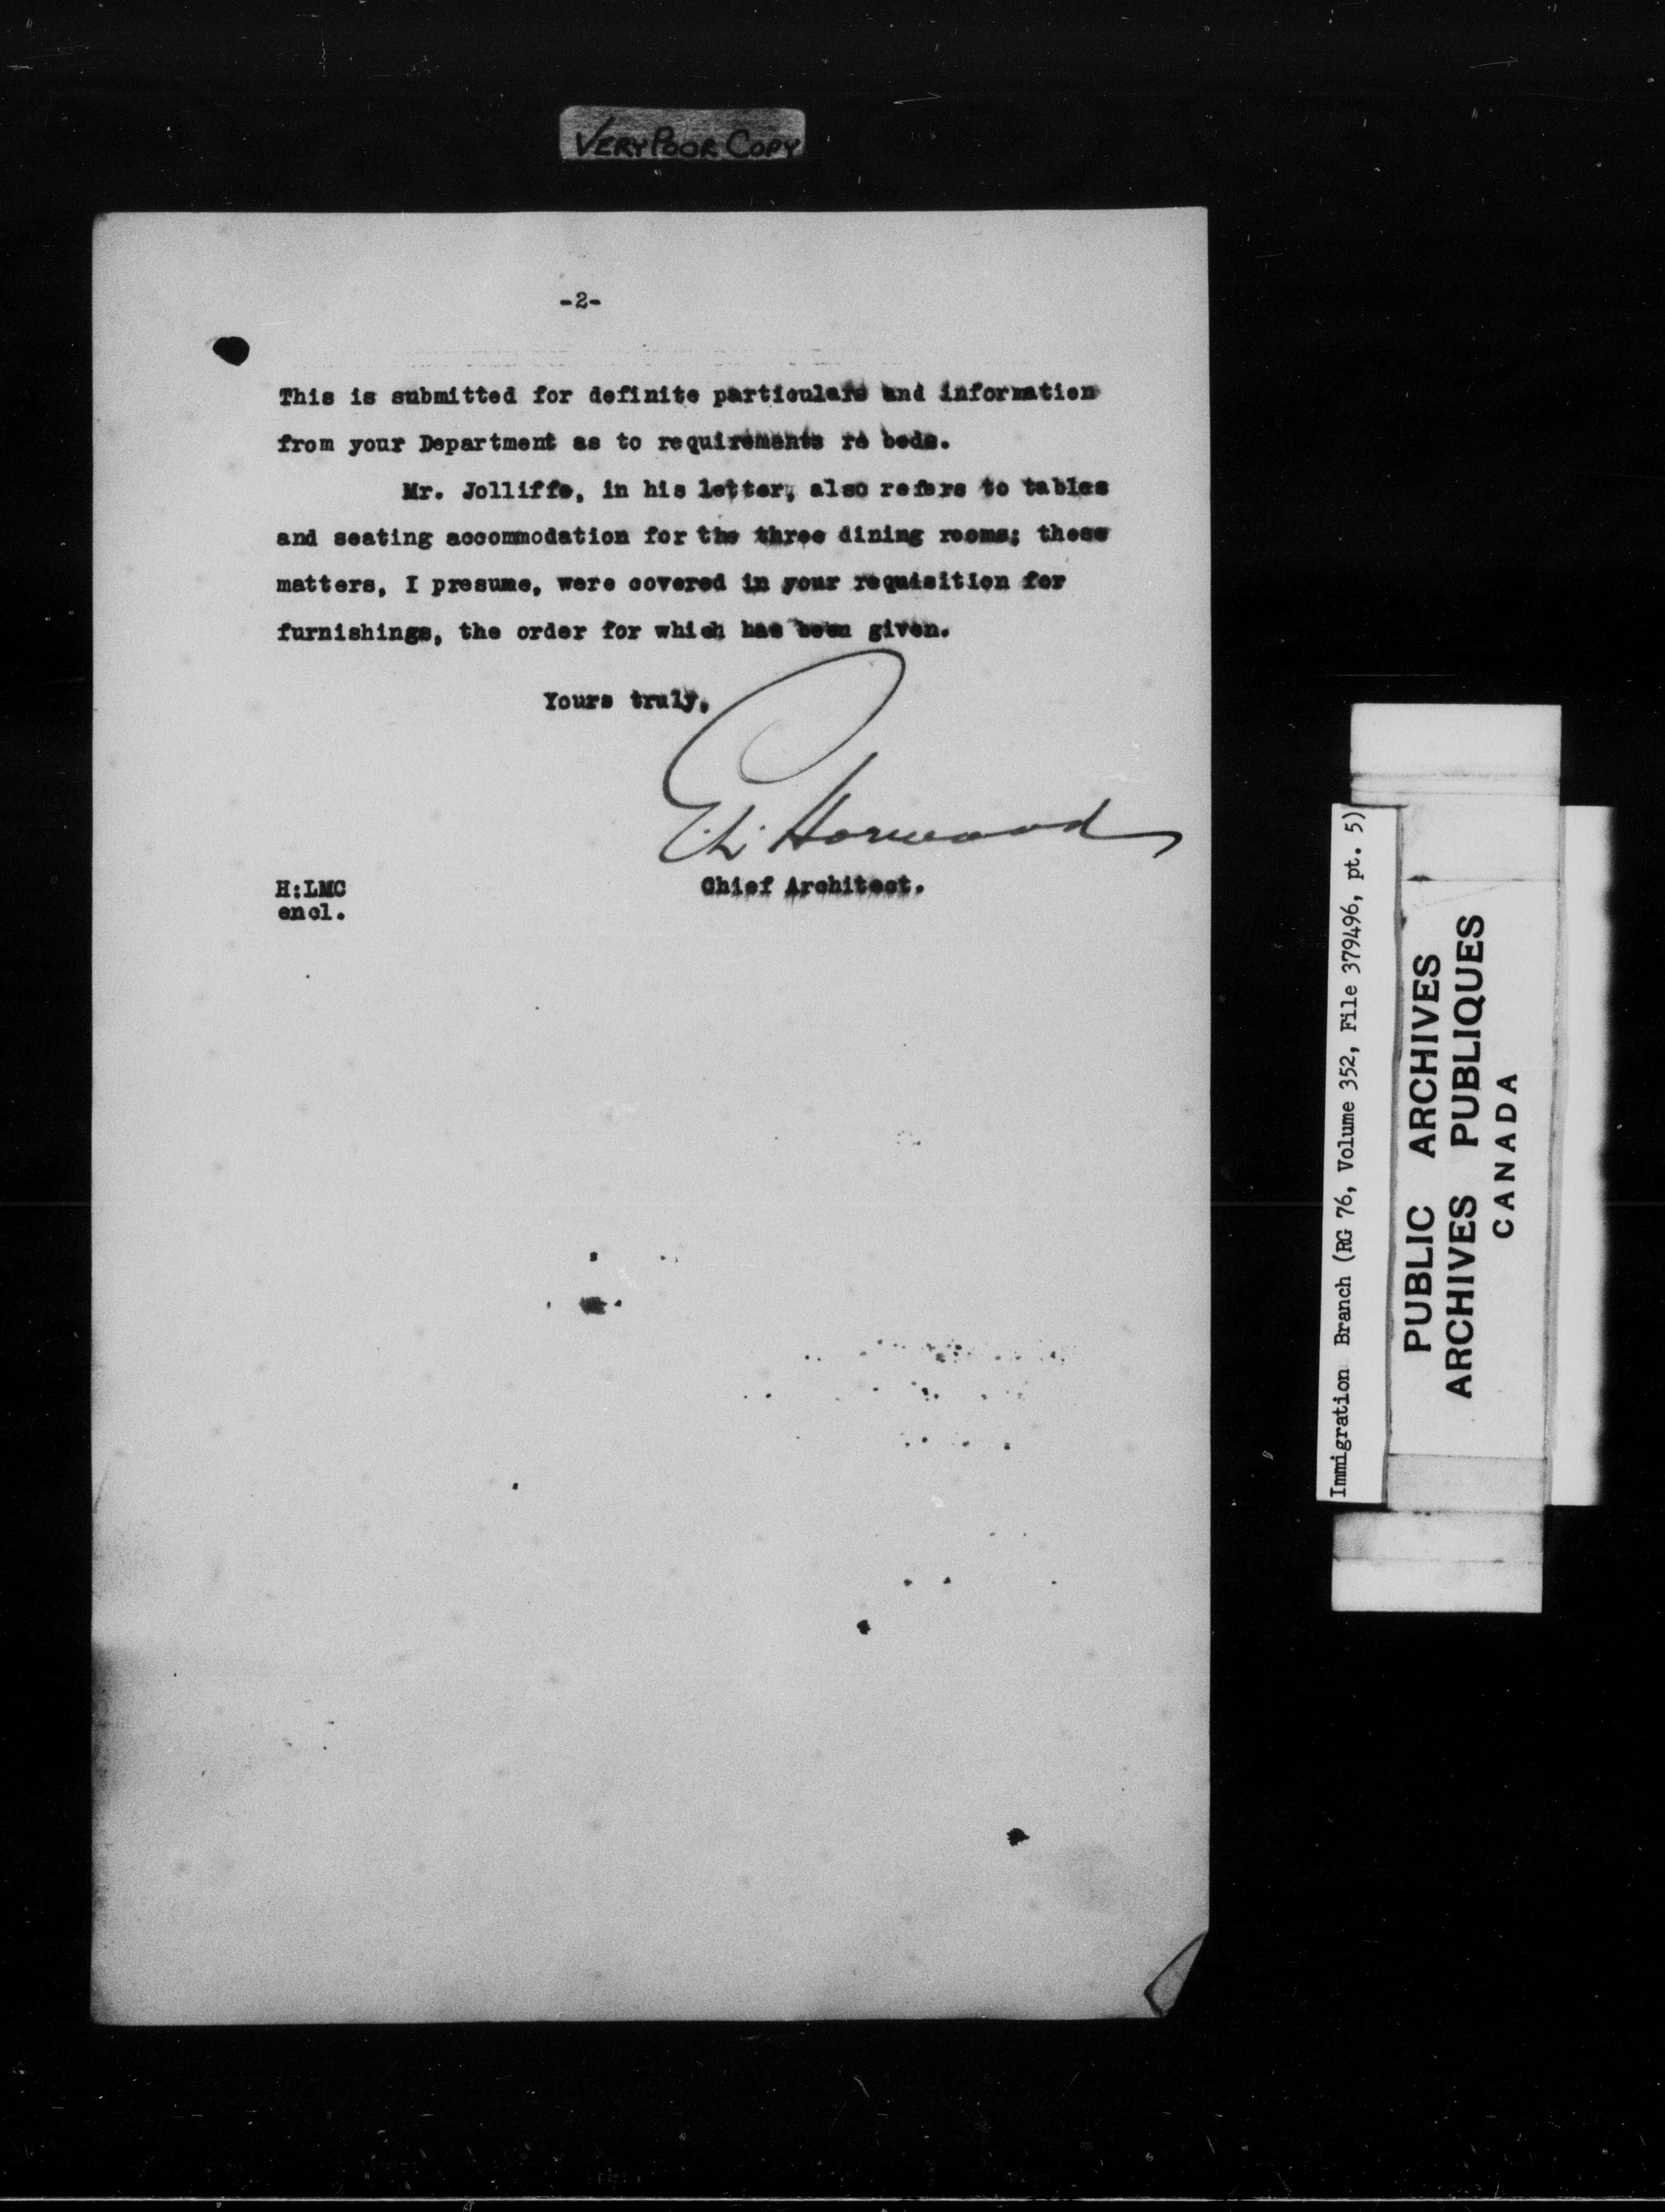 VERY POOR COPY
-2-
This is submitted for definite particulars and information
from your Department as to requirements re beds.
Mr. Jolliffe, in his letter, also refers to tables
and seating accommodation for the three dining rooms; these
matters, I presume, were covered in your requisition for
furnishings, the order for which has been given.
Yours truly,
E.L. Horwood
Chief Architect.
H:LMC
encl.
Immigration Branch (RG 76, Volume 352, File 379496, pt. 5)
PUBLIC ARCHIVES
ARCHIVES PUBLIQUES
CANADA